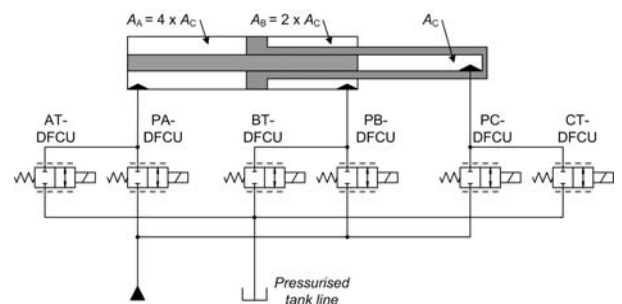 A_A = 4 x A_C
A_B = 2 x A_C
A_C
AT-
DFCU
PA-
DFCU
BT-
DFCU
PB-
DFCU
PC-
DFCU
CT-
DFCU
Pressurised
tank line